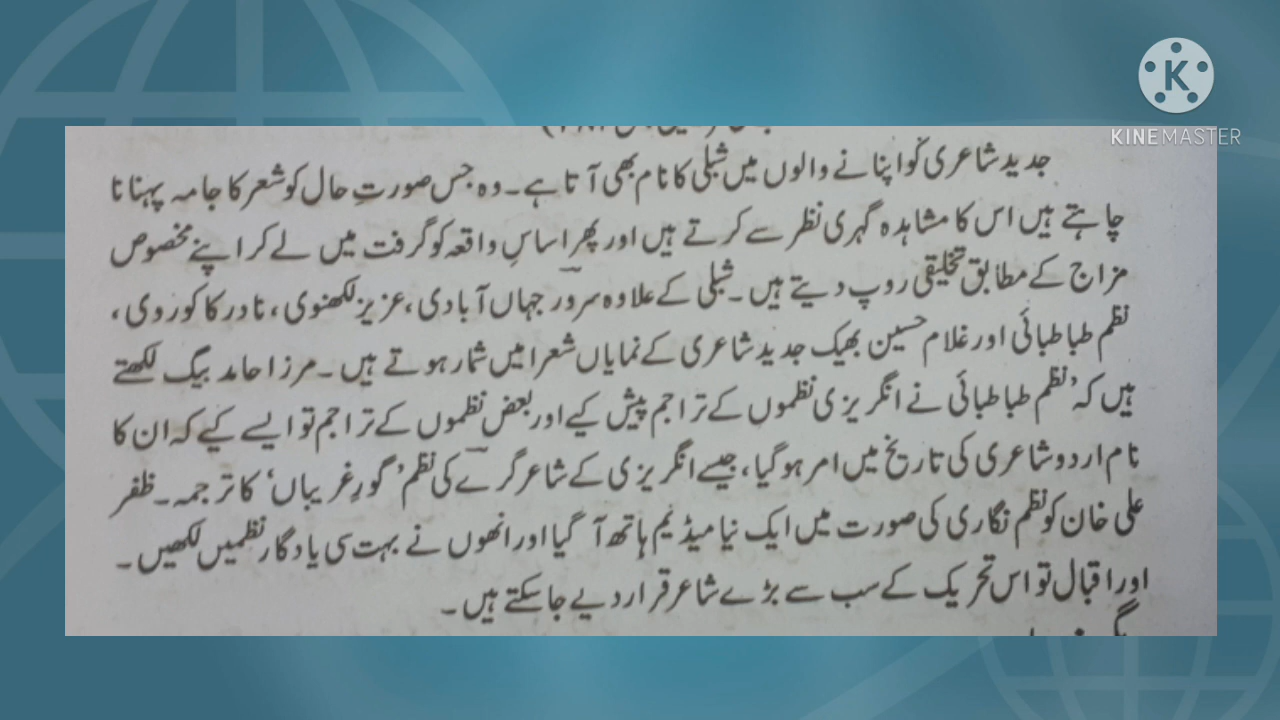 K
KINEMASTER
جدید شاعری کو اپنانے والوں میں شبلی کا نام بھی آتا ہے۔ وہ جس صورتِ حال کو شعر کا جامہ پہنانا
چاہتے ہیں اس کا مشاہدہ گہری نظر سے کرتے ہیں اور پھر اساسِ واقعہ کو گرفت میں لے کر اپنے مخصوص
مزاج کے مطابق تخلیقی روپ دیتے ہیں۔ شبلی کے علاوہ سرور جہاں آبادی، عزیز لکھنوی، نادر کاکوروی،
نظم طباطبائی اور غلام حسین بھیک جدید شاعری کے نمایاں شعرا میں شمار ہوتے ہیں۔ مرزا حامد بیگ لکھتے
ہیں کہ ’نظم طباطبائی نے انگریزی نظموں کے تراجم پیش کیے اور بعض نظموں کے تراجم تو ایسے کیے کہ ان کا
نام اردو شاعری کی تاریخ میں امر ہو گیا، جیسے انگریزی کے شاعر گرے کی نظم ’گورِ غریباں‘ کا ترجمہ۔ ظفر
علی خان کو نظم نگاری کی صورت میں ایک نیا میڈیم ہاتھ آ گیا اور انھوں نے بہت سی یادگار نظمیں لکھیں۔
اور اقبال تو اس تحریک کے سب سے بڑے شاعر قرار دیے جا سکتے ہیں۔